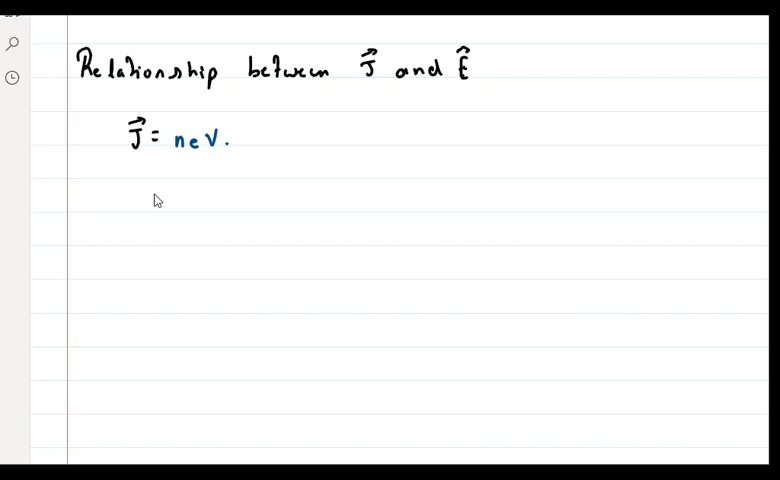 Relationship between J⃗ and Ê
J⃗ = neV.